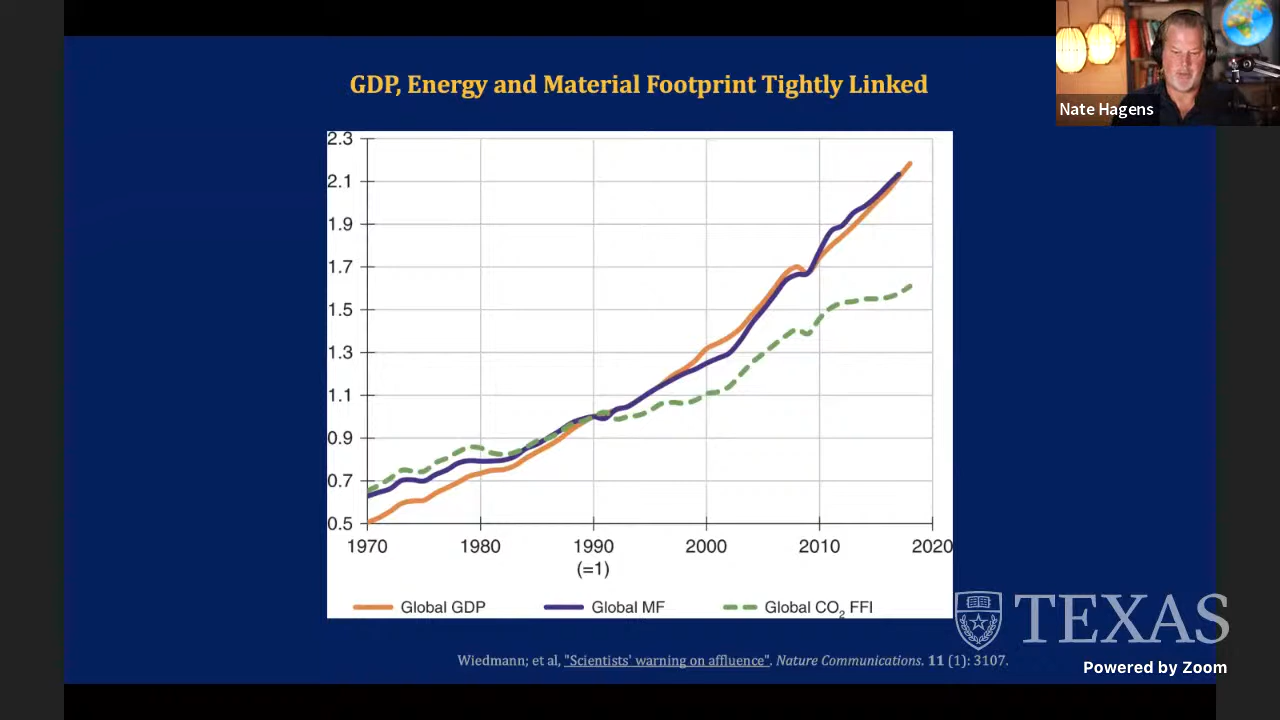 GDP, Energy and Material Footprint Tightly Linked
Nate Hagens
2.3
2.1
1.9
1.7
1.5
1.3
1.1
0.9
0.7
0.5
1970 1980 1990 2000 2010 2020
(=1)
Global GDP Global MF Global CO₂ FFI
TEXAS
Wiedmann; et al, "Scientists' warning on affluence". Nature Communications. 11 (1): 3107.
Powered by Zoom